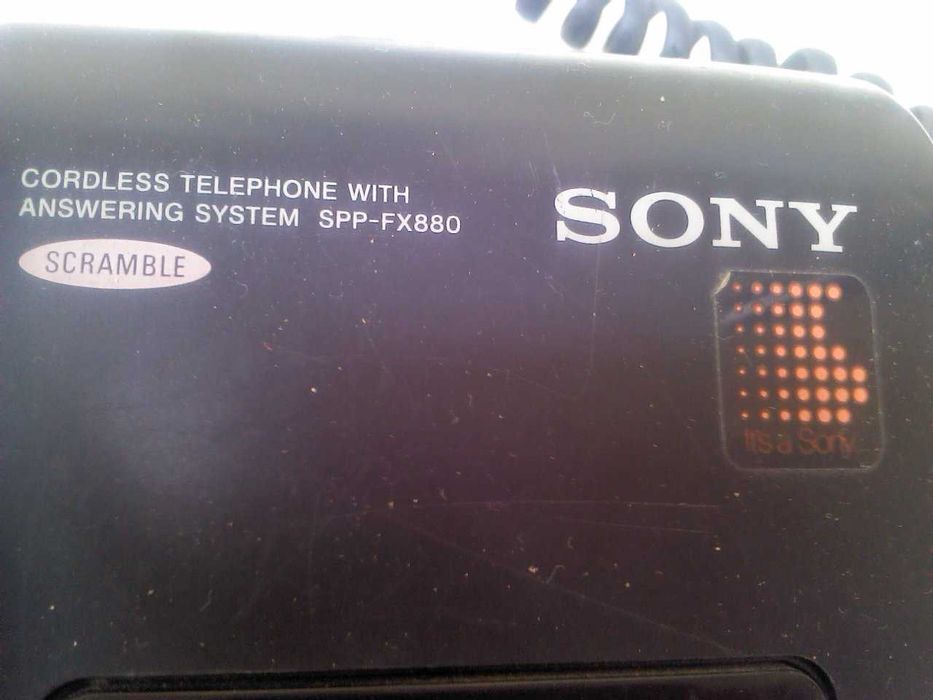 CORDLESS TELEPHONE WITH
ANSWERING SYSTEM SPP-FX880
SCRAMBLE
SONY
It's a Sony